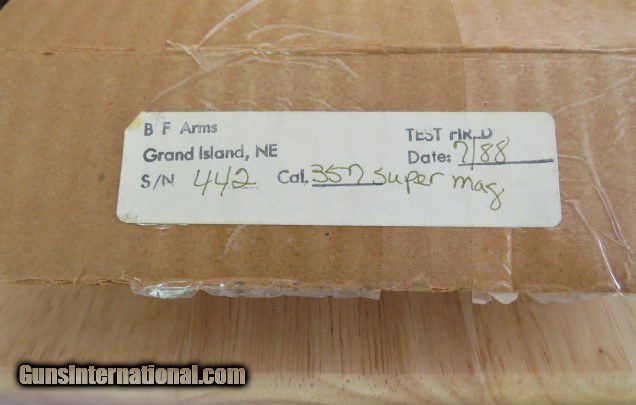 B F Arms
Grand Island, NE
S/N 442 Cal. 357 super mag
TEST FIRED
Date: 7/88
GunsInternational.com